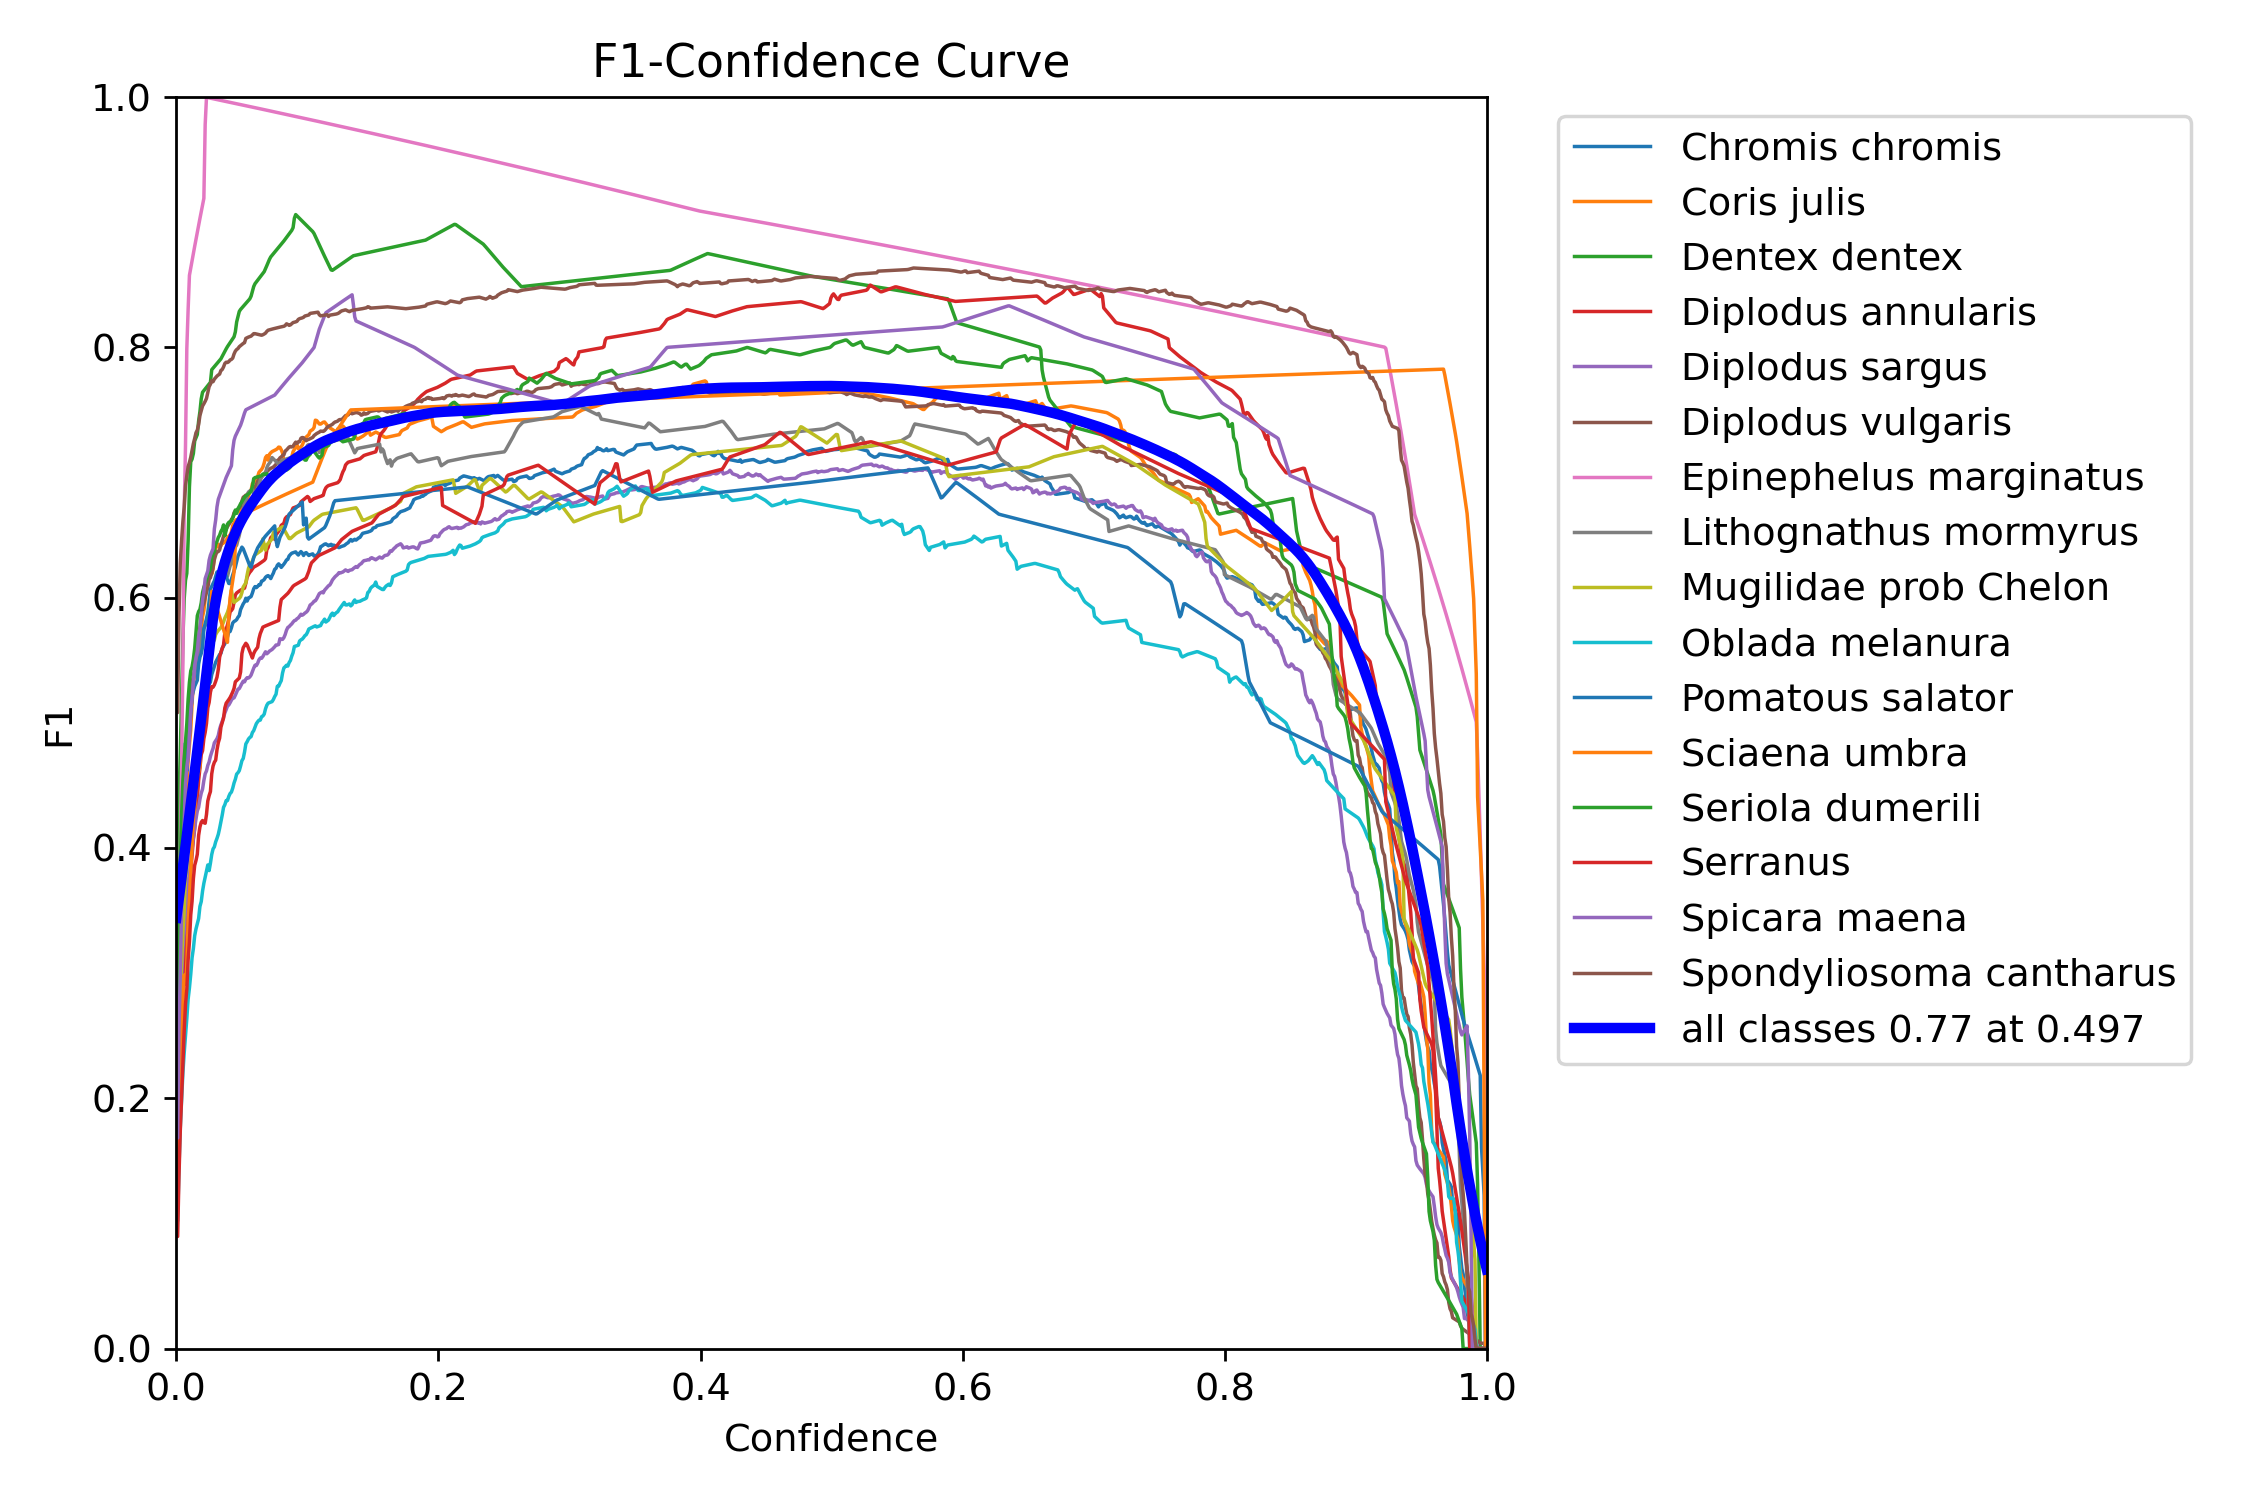 F1-Confidence Curve
1.0
0.8
0.6
0.4
0.2
0.0
F1
0.0 0.2 0.4 0.6 0.8 1.0
Confidence
Chromis chromis
Coris julis
Dentex dentex
Diplodus annularis
Diplodus sargus
Diplodus vulgaris
Epinephelus marginatus
Lithognathus mormyrus
Mugilidae prob Chelon
Oblada melanura
Pomatous salator
Sciaena umbra
Seriola dumerili
Serranus
Spicara maena
Spondyliosoma cantharus
all classes 0.77 at 0.497